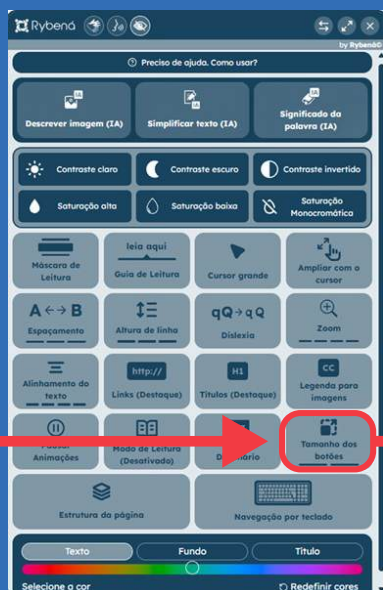 Rybená
by Rybená®
Preciso de ajuda. Como usar?
Descrever imagem (IA)
Simplificar texto (IA)
Significado da
palavra (IA)
Contraste
claro
Contraste escuro
Contraste invertido
Saturação
alta
Saturação baixa
Saturação
Monocromática
Máscara de
Leitura
leia aqui
Guia de Leitura
Cursor grande
Ampliar com o
cursor
A ↔ B
Espaçamento
Altura de linha
qQ→qQ
Dislexia
Zoom
Alinhamento do
texto
http://
Links (Destaque)
H1
Títulos (Destaque)
CC
Legenda para
imagens
Animações
Modo de Leitura
(Desativado)
Tamanho dos
botões
Estrutura da página
Navegação por teclado
Texto
Fundo
Título
Selecione a cor
Redefinir cores